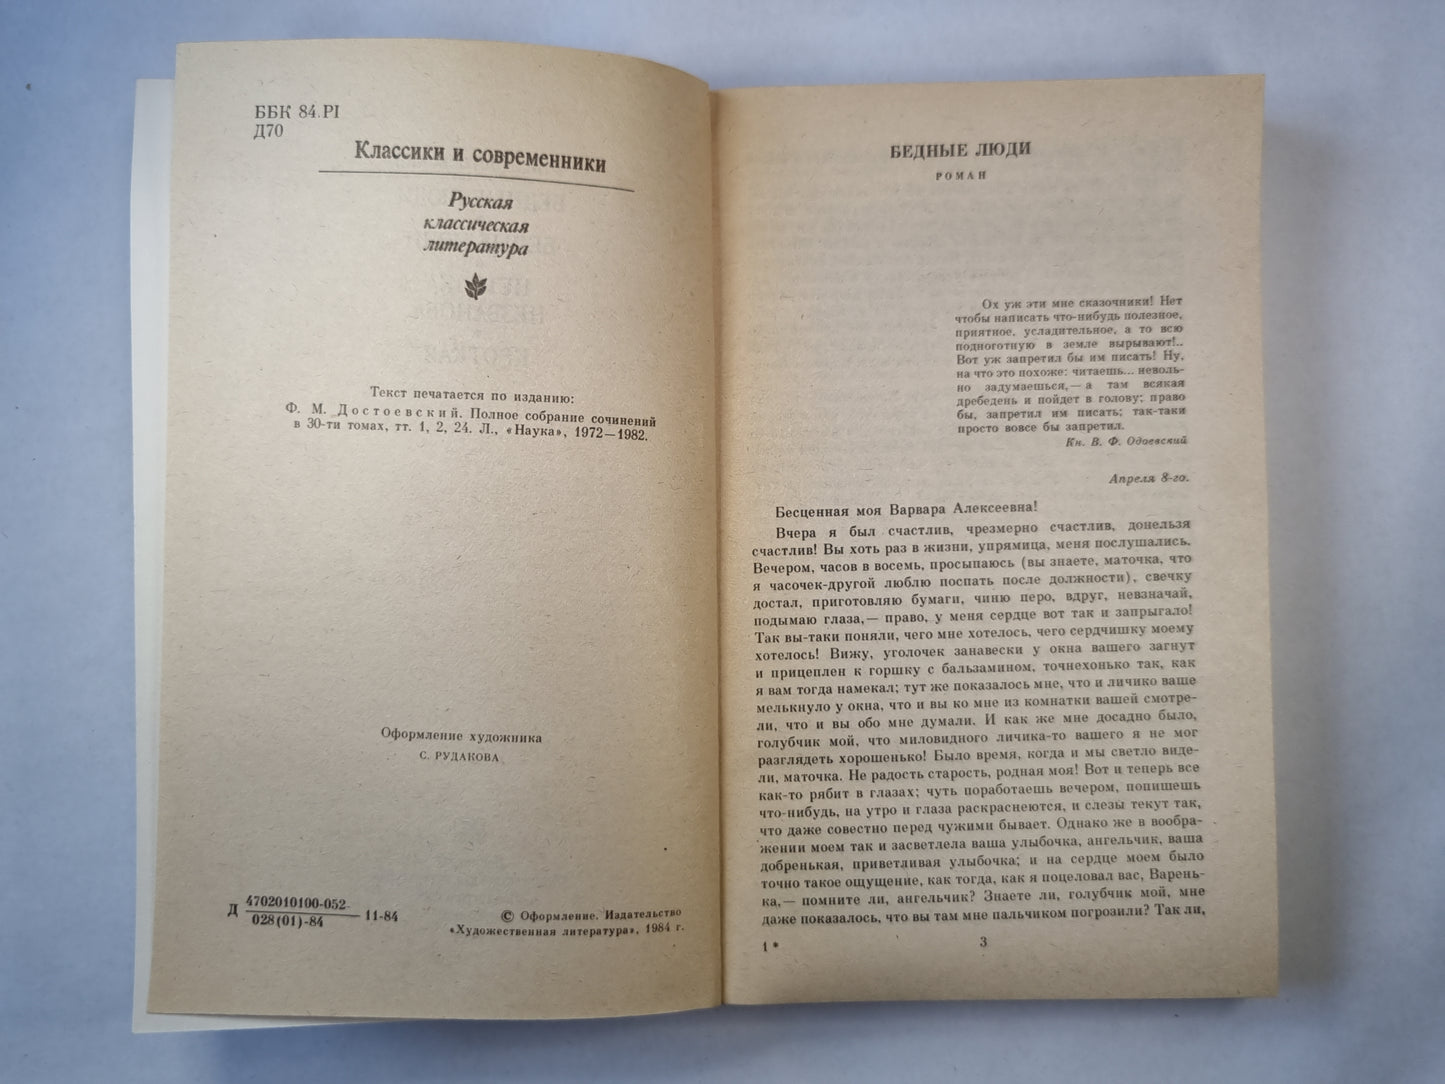 ББК 84.РІ
Д70
Классики и современники
Русская
классическая
литература
Текст печатается по изданию:
Ф. М. Достоевский. Полное собрание сочинений
в 30-ти томах, тт. 1, 2, 24. Л., «Наука», 1972—1982.
Оформление художника
С. РУДАКОВА
Д 4702010100-052 11-84
028(01)-84
© Оформление. Издательство
«Художественная литература», 1984 г.
БЕДНЫЕ ЛЮДИ
РОМАН
Ох уж эти мне сказочники! Нет
чтобы написать что-нибудь полезное,
приятное, усладительное, а то всю
подноготную в земле вырывают!..
Вот уж запретил бы им писать! Ну,
на что это похоже: читаешь... неволь-
но задумаешься,— а там всякая
дребедень и пойдет в голову; право
бы, запретил им писать; так-таки
просто вовсе бы запретил.
Кн. В. Ф. Одоевский
Апреля 8-го.
Бесценная моя Варвара Алексеевна!
Вчера я был счастлив, чрезмерно счастлив, донельзя
счастлив! Вы хоть раз в жизни, упрямица, меня послушались.
Вечером, часов в восемь, просыпаюсь (вы знаете, маточка, что
я часочек-другой люблю поспать после должности), свечку
достал, приготовляю бумаги, чиню перо, вдруг, невзначай,
подымаю глаза,— право, у меня сердце вот так и запрыгало!
Так вы-таки поняли, чего мне хотелось, чего сердчишку моему
хотелось! Вижу, уголочек занавески у окна вашего загнут
и прицеплен к горшку с бальзамином, точнехонько так, как
я вам тогда намекал; тут же показалось мне, что и личико ваше
мелькнуло у окна, что и вы ко мне из комнатки вашей смотре-
ли, что и вы обо мне думали. И как же мне досадно было,
голубчик мой, что миловидного личика-то вашего я не мог
разглядеть хорошенько! Было время, когда и мы светло виде-
ли, маточка. Не радость старость, родная моя! Вот и теперь все
как-то рябит в глазах; чуть поработаешь вечером, попишешь
что-нибудь, на утро и глаза раскраснеются, и слезы текут так,
что даже совестно перед чужими бывает. Однако же в вообра-
жении моем так и засветлела ваша улыбочка, ангельчик, ваша
добренькая, приветливая улыбочка; и на сердце моем было
точно такое ощущение, как тогда, как я поцеловал вас, Варень-
ка,— помните ли, ангельчик? Знаете ли, голубчик мой, мне
даже показалось, что вы там мне пальчиком погрозили? Так ли,
1*
3